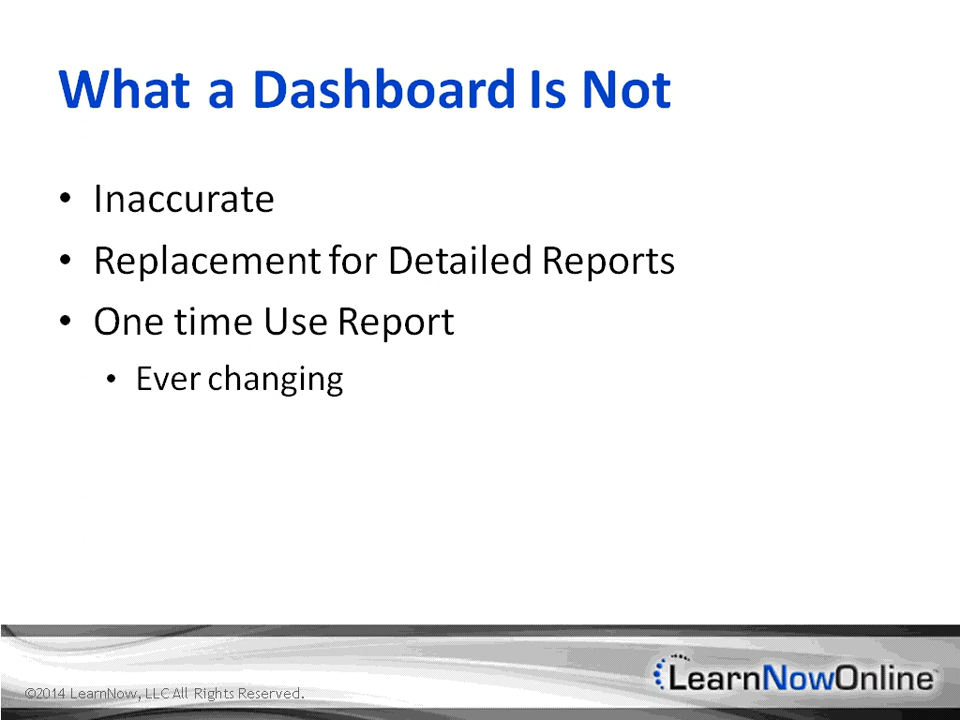 What a Dashboard Is Not
• Inaccurate
• Replacement for Detailed Reports
• One time Use Report
• Ever changing
©2014 LearnNow, LLC All Rights Reserved.
LearnNowOnline